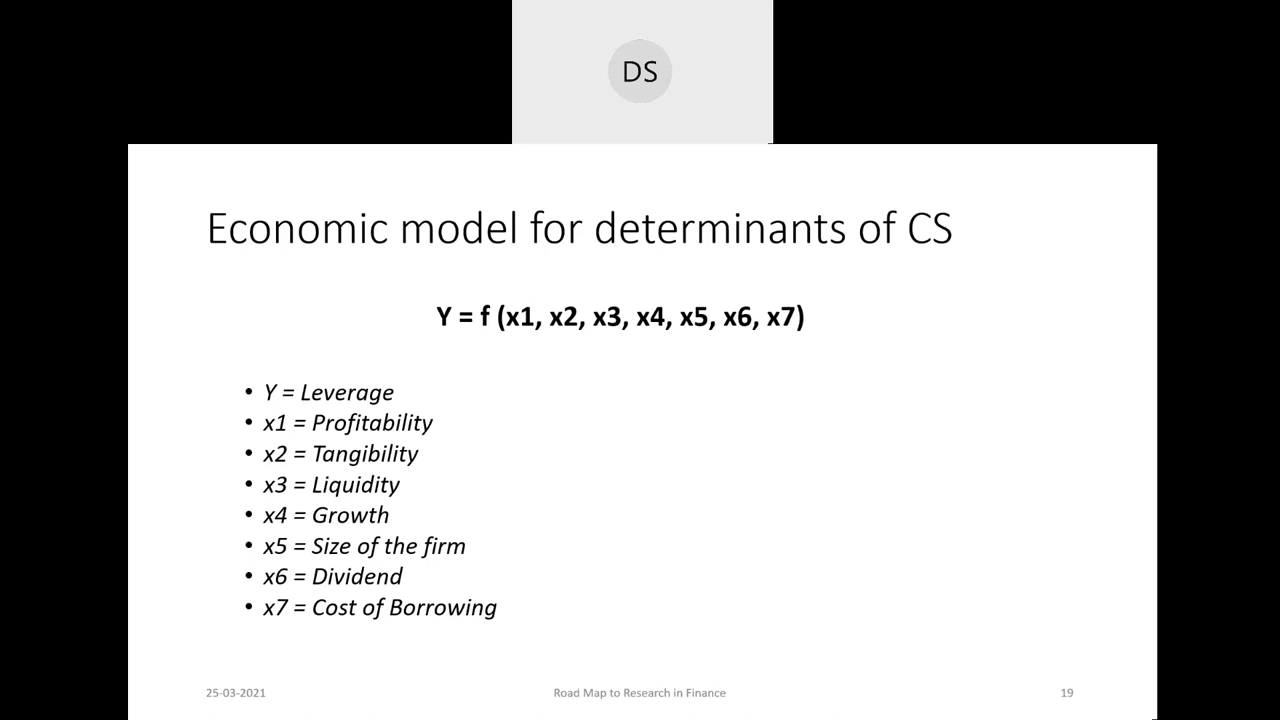 DS
Economic model for determinants of CS
Y = f (x1, x2, x3, x4, x5, x6, x7)
• Y = Leverage
• x1 = Profitability
• x2 = Tangibility
• x3 = Liquidity
• x4 = Growth
• x5 = Size of the firm
• x6 = Dividend
• x7 = Cost of Borrowing
25-03-2021
Road Map to Research in Finance
19